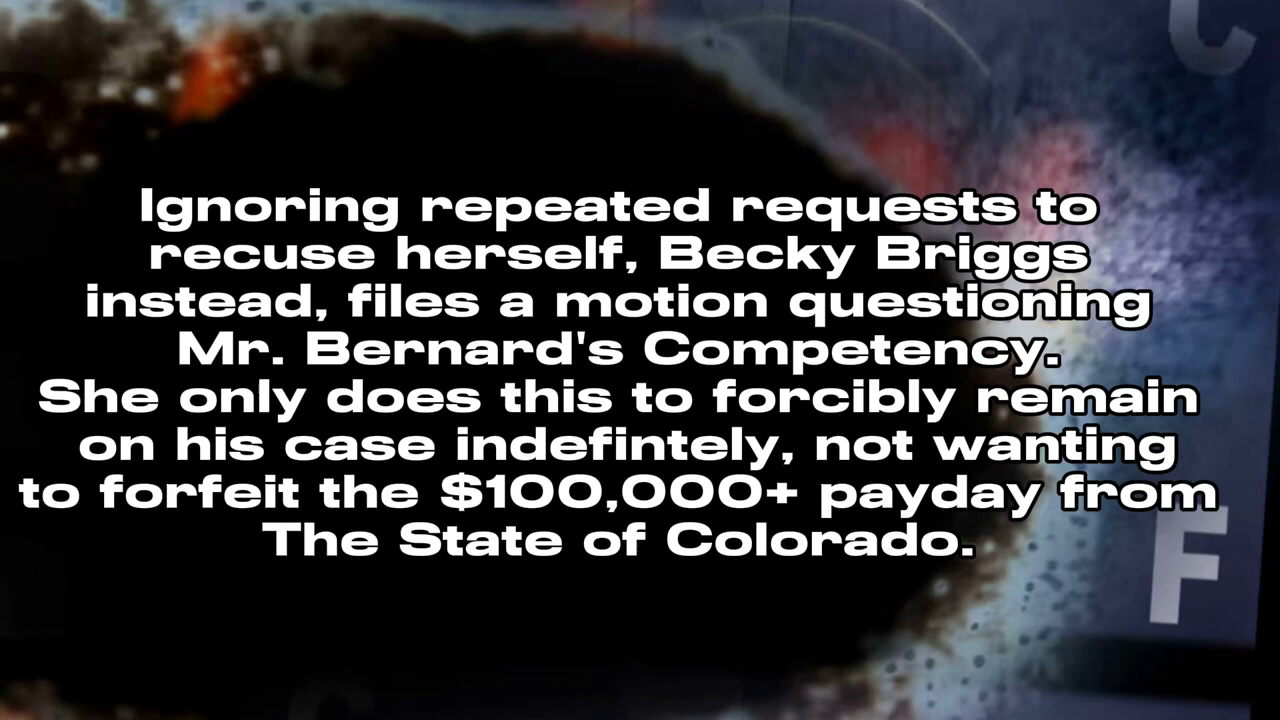 C
Ignoring repeated requests to
recuse herself, Becky Briggs
instead, files a motion questioning
Mr. Bernard's Competency.
She only does this to forcibly remain
on his case indefintely, not wanting
to forfeit the $100,000+ payday from
The State of Colorado.
F